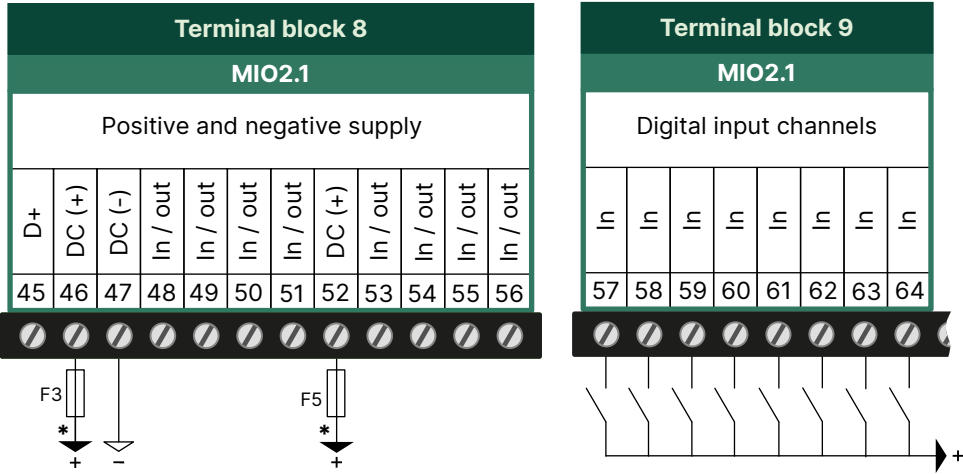 Terminal block 8
MIO2.1
Positive and negative supply
D+ DC (+) DC (-) In / out In / out In / out In / out DC (+) In / out In / out In / out In / out
45 46 47 48 49 50 51 52 53 54 55 56
F3 F5
* *
+ − +
Terminal block 9
MIO2.1
Digital input channels
In In In In In In In In
57 58 59 60 61 62 63 64
+